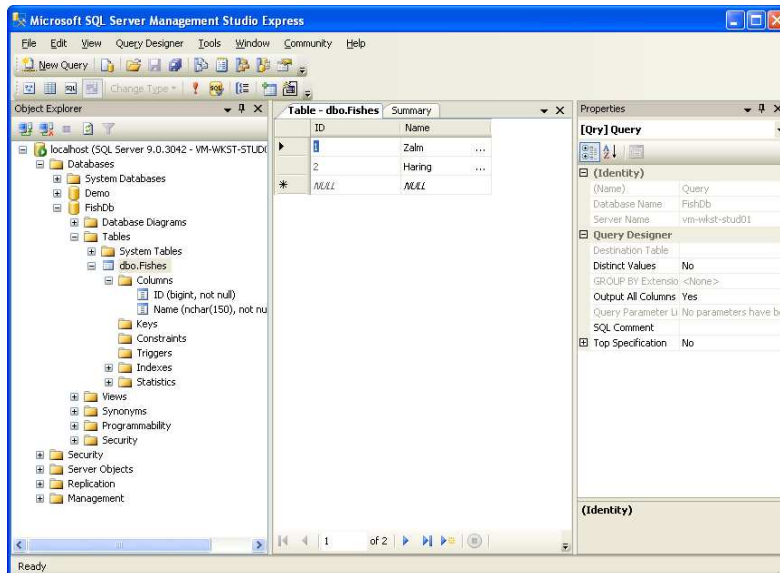 Microsoft SQL Server Management Studio Express
File Edit View Query Designer Tools Window Community Help
New Query
Change Type
Object Explorer
localhost (SQL Server 9.0.3042 - VM-WKST-STUD
Databases
System Databases
Demo
FishDb
Database Diagrams
Tables
System Tables
dbo.Fishes
Columns
ID (bigint, not null)
Name (nchar(150), not nu
Keys
Constraints
Triggers
Indexes
Statistics
Views
Synonyms
Programmability
Security
Security
Server Objects
Replication
Management
Table - dbo.Fishes Summary
ID Name
1 Zalm ...
2 Haring ...
NULL NULL
1 of 2
Properties
[Qry] Query
(Identity)
(Name) Query
Database Name FishDb
Server Name vm-wkst-stud01
Query Designer
Destination Table
Distinct Values No
GROUP BY Extensio <None>
Output All Columns Yes
Query Parameter Li No parameters have b
SQL Comment
Top Specification No
(Identity)
Ready